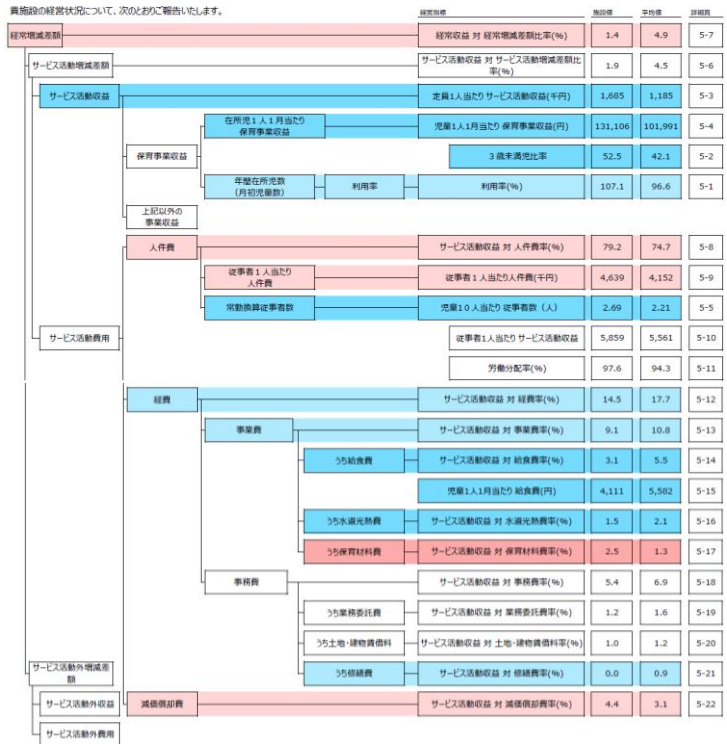 貴施設の経営状況について、次のとおりご報告いたします。
経営指標 施設値 平均値 詳細頁
経常増減差額 経常収益 対 経常増減差額比率(%) 1.4 4.9 5-7
サービス活動増減差額 サービス活動収益 対 サービス活動増減差額比
率(%) 1.9 4.5 5-6
サービス活動収益 定員1人当たり サービス活動収益(千円) 1,685 1,185 5-3
在所児1人1月当たり
保育事業収益 児童1人1月当たり 保育事業収益(円) 131,106 101,991 5-4
保育事業収益 3歳未満児比率 52.5 42.1 5-2
年間在所児数
(月初児童数) 利用率 利用率(%) 107.1 96.6 5-1
上記以外の
事業収益
人件費 サービス活動収益 対 人件費率(%) 79.2 74.7 5-8
従事者1人当たり
人件費 従事者1人当たり人件費(千円) 4,639 4,152 5-9
常勤換算従事者数 児童10人当たり 従事者数(人) 2.69 2.21 5-5
サービス活動費用 従事者1人当たり サービス活動収益 5,859 5,561 5-10
労働分配率(%) 97.6 94.3 5-11
経費 サービス活動収益 対 経費率(%) 14.5 17.7 5-12
事業費 サービス活動収益 対 事業費率(%) 9.1 10.8 5-13
うち給食費 サービス活動収益 対 給食費率(%) 3.1 5.5 5-14
児童1人1月当たり 給食費(円) 4,111 5,582 5-15
うち水道光熱費 サービス活動収益 対 水道光熱費率(%) 1.5 2.1 5-16
うち保育材料費 サービス活動収益 対 保育材料費率(%) 2.5 1.3 5-17
事務費 サービス活動収益 対 事務費率(%) 5.4 6.9 5-18
うち業務委託費 サービス活動収益 対 業務委託費率(%) 1.2 1.6 5-19
うち土地・建物賃借料 サービス活動収益 対 土地・建物賃借料率(%) 1.0 1.2 5-20
サービス活動外増減差
額 うち修繕費 サービス活動収益 対 修繕費率(%) 0.0 0.9 5-21
サービス活動外収益 減価償却費 サービス活動収益 対 減価償却費率(%) 4.4 3.1 5-22
サービス活動外費用